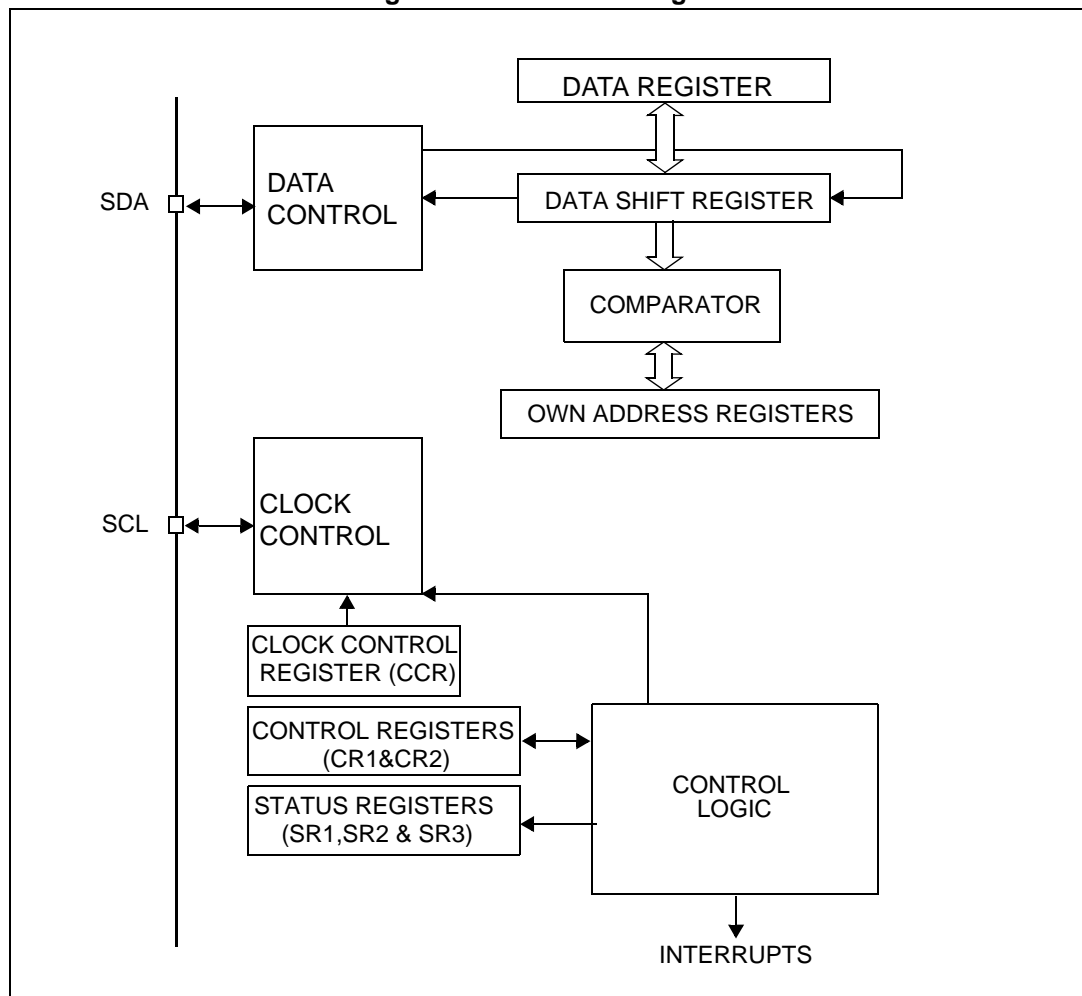 DATA REGISTER
DATA
CONTROL
SDA
DATA SHIFT REGISTER
COMPARATOR
OWN ADDRESS REGISTERS
CLOCK
CONTROL
SCL
CLOCK CONTROL
REGISTER (CCR)
CONTROL REGISTERS
(CR1&CR2)
STATUS REGISTERS
(SR1,SR2 & SR3)
CONTROL
LOGIC
INTERRUPTS